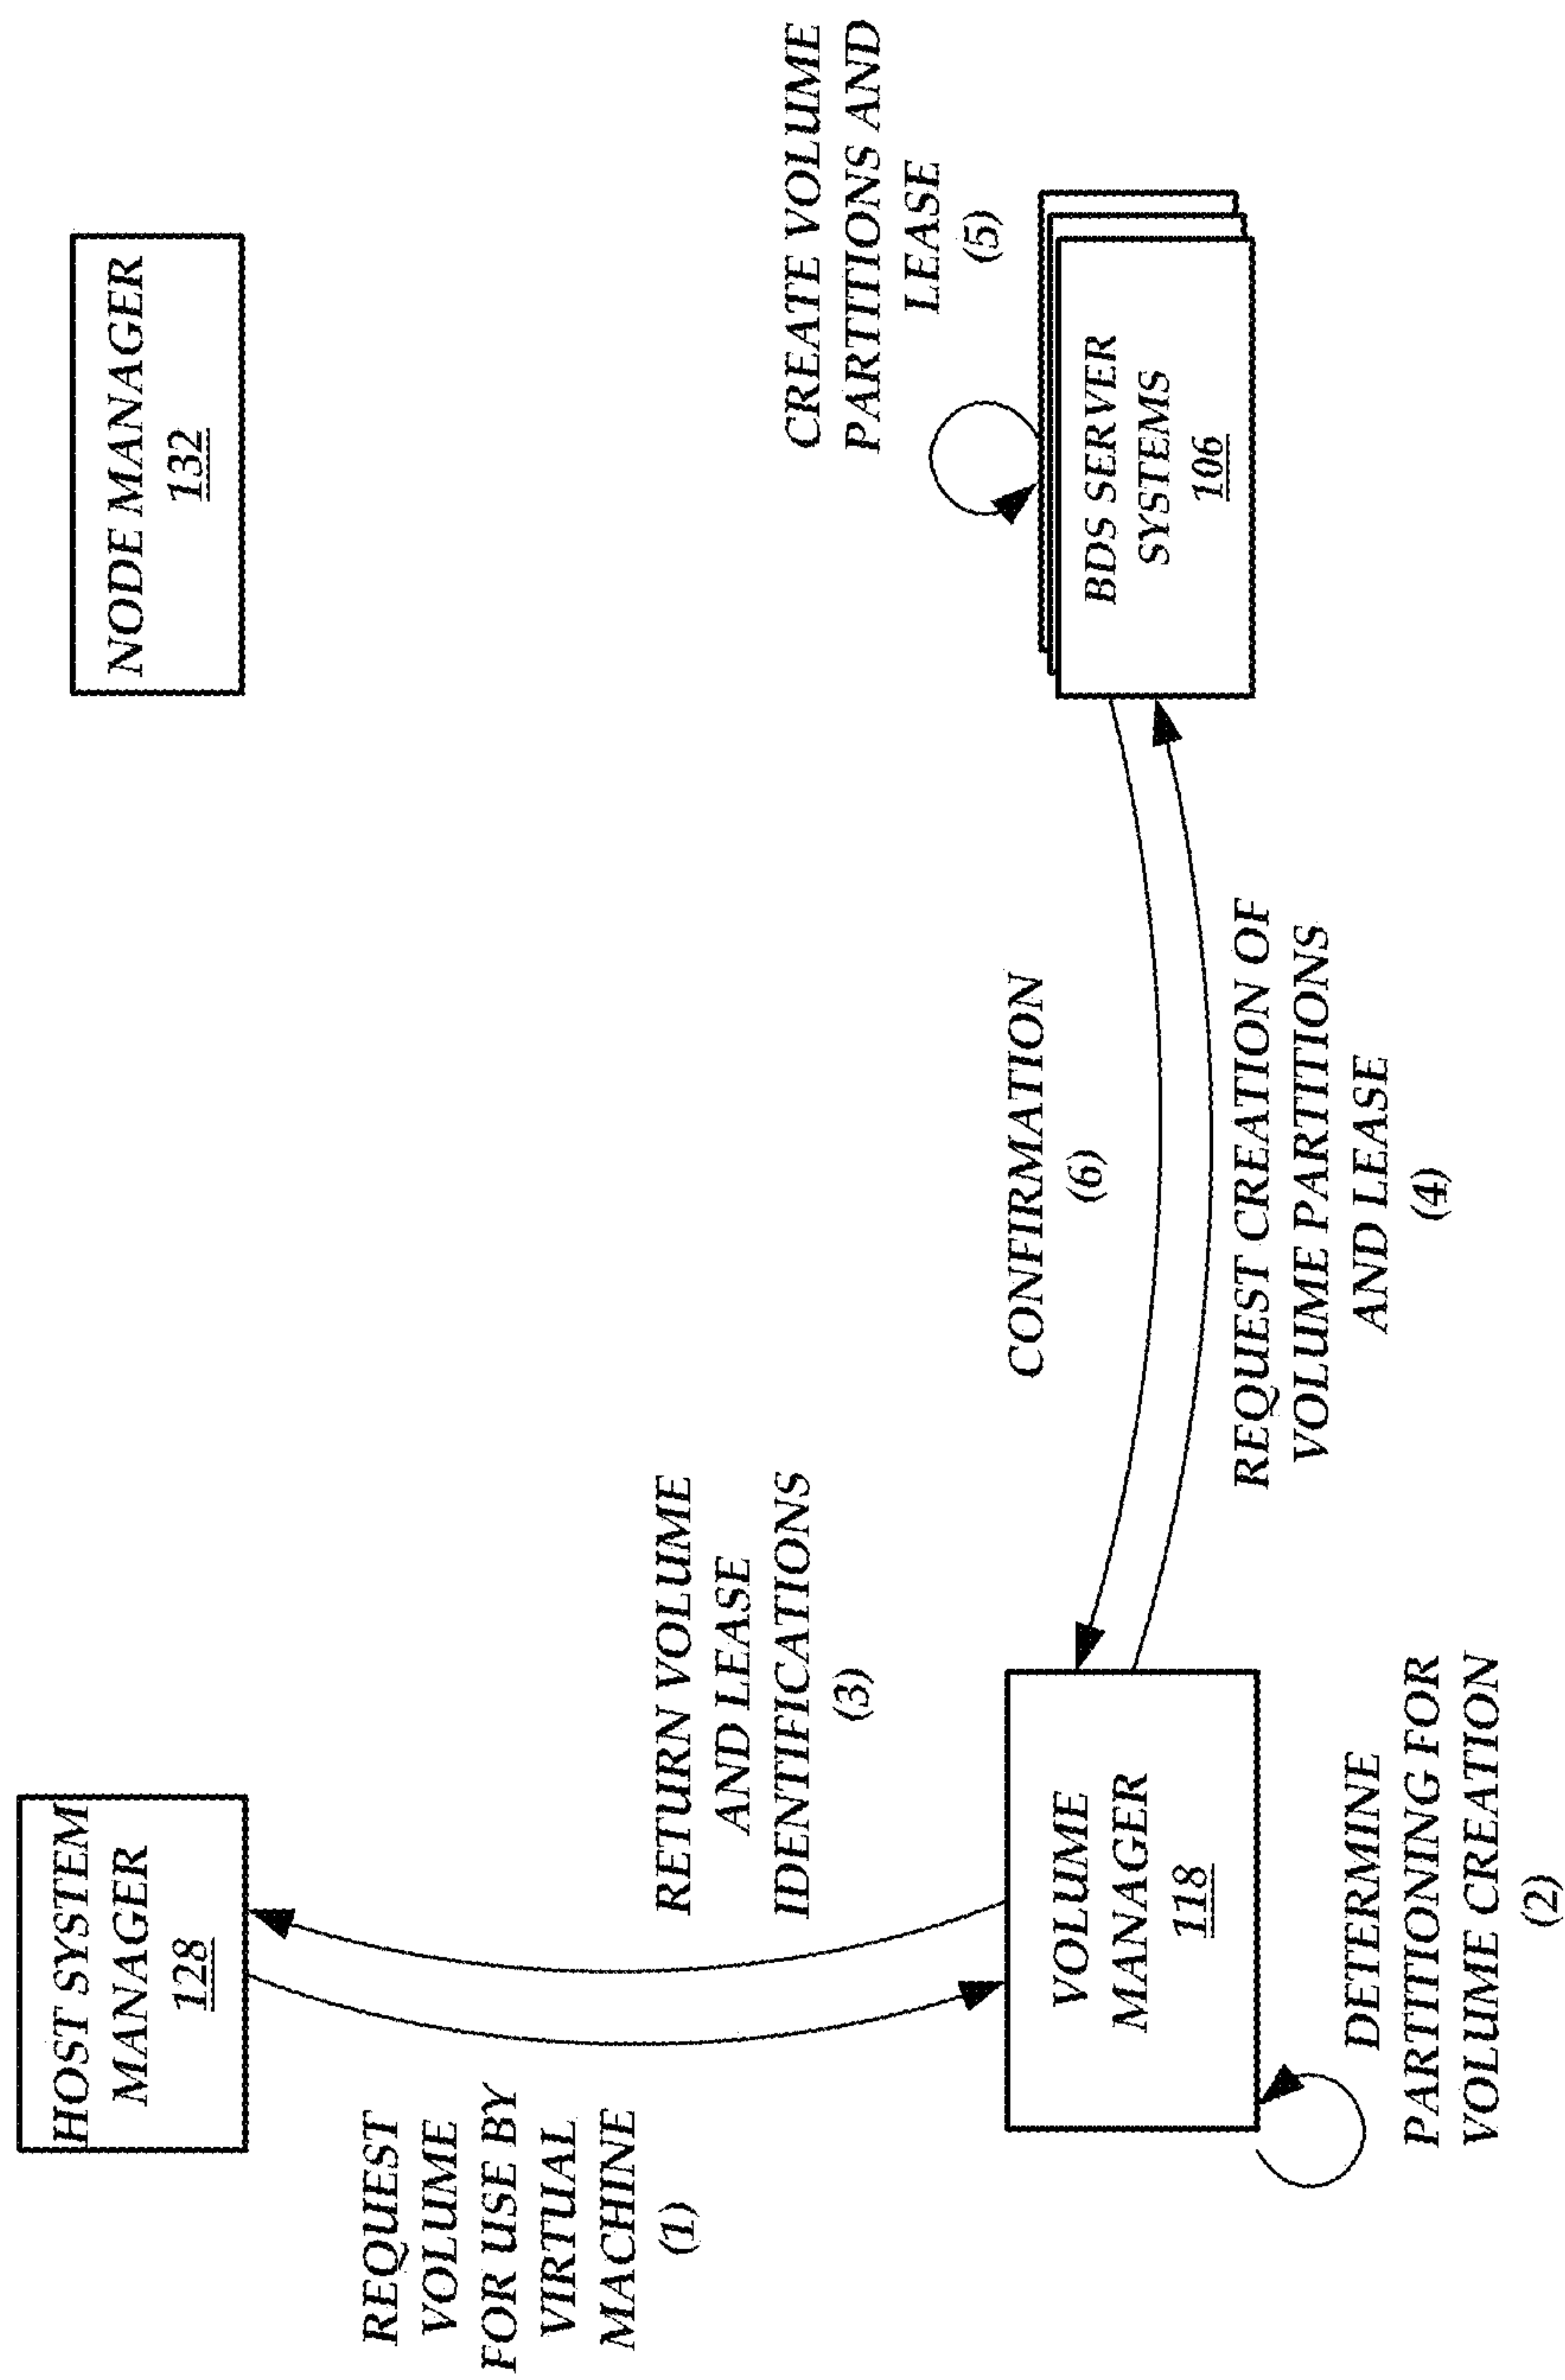 HOST SYSTEM
MANAGER
128
NODE MANAGER
132
REQUEST
VOLUME
FOR USE BY
VIRTUAL
MACHINE
(1)
RETURN VOLUME
AND LEASE
IDENTIFICATIONS
(3)
CREATE VOLUME
PARTITIONS AND
LEASE
(5)
VOLUME
MANAGER
118
CONFIRMATION
(6)
BDS SERVER
SYSTEMS
106
REQUEST CREATION OF
VOLUME PARTITIONS
AND LEASE
(4)
DETERMINE
PARTITIONING FOR
VOLUME CREATION
(2)